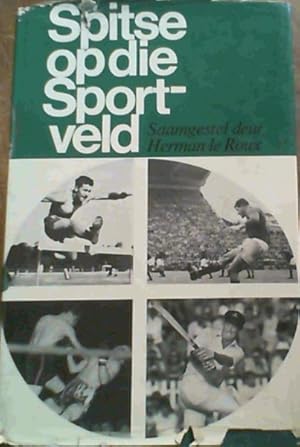 Spitse
op die
Sport-
veld
Saamgestel deur
Herman le Roux